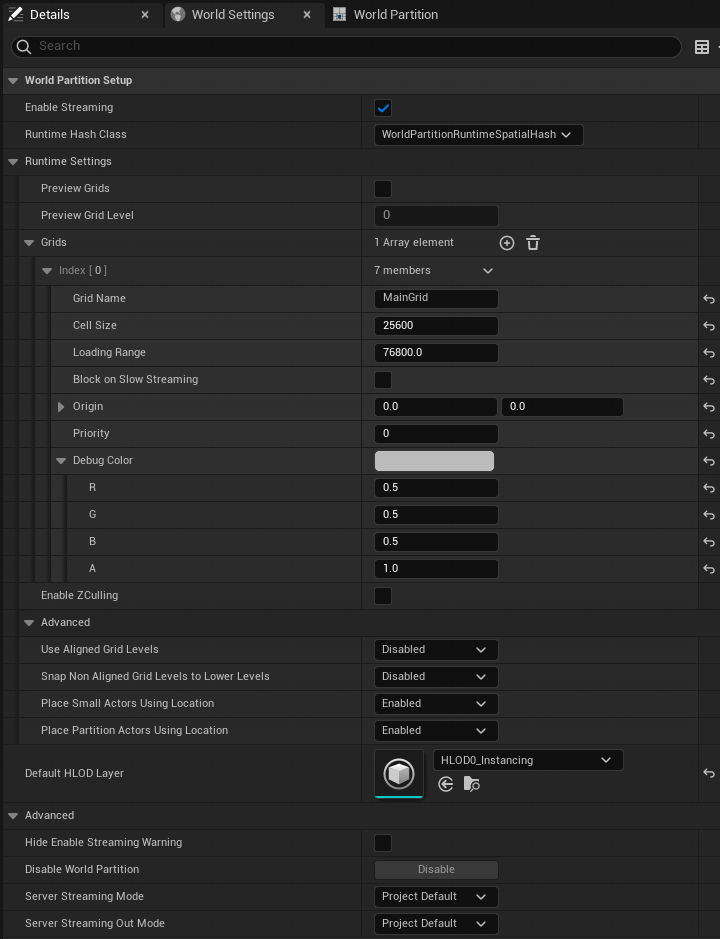 Details
World Settings
World Partition
Search
World Partition Setup
Enable Streaming
Runtime Hash Class WorldPartitionRuntimeSpatialHash
Runtime Settings
Preview Grids
Preview Grid Level 0
Grids 1 Array element
Index [ 0 ] 7 members
Grid Name MainGrid
Cell Size 25600
Loading Range 76800.0
Block on Slow Streaming
Origin 0.0 0.0
Priority 0
Debug Color
R 0.5
G 0.5
B 0.5
A 1.0
Enable ZCulling
Advanced
Use Aligned Grid Levels Disabled
Snap Non Aligned Grid Levels to Lower Levels Disabled
Place Small Actors Using Location Enabled
Place Partition Actors Using Location Enabled
Default HLOD Layer HLOD0_Instancing
Advanced
Hide Enable Streaming Warning
Disable World Partition Disable
Server Streaming Mode Project Default
Server Streaming Out Mode Project Default